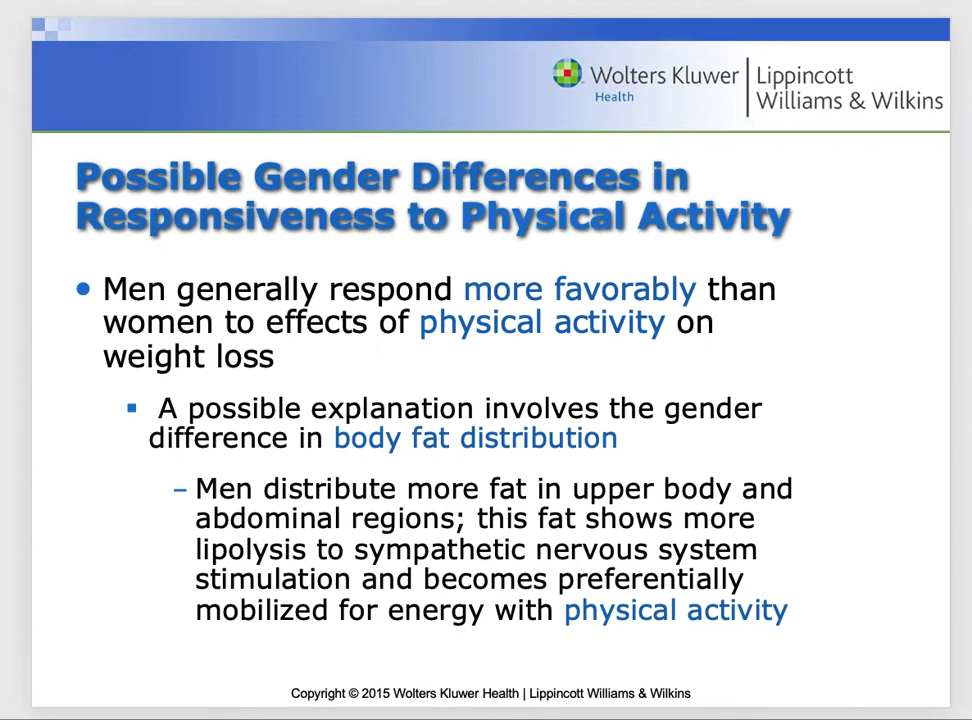 Wolters Kluwer
Health
Lippincott
Williams & Wilkins
Possible Gender Differences in
Responsiveness to Physical Activity
• Men generally respond more favorably than
women to effects of physical activity on
weight loss
▪ A possible explanation involves the gender
difference in body fat distribution
– Men distribute more fat in upper body and
abdominal regions; this fat shows more
lipolysis to sympathetic nervous system
stimulation and becomes preferentially
mobilized for energy with physical activity
Copyright © 2015 Wolters Kluwer Health | Lippincott Williams & Wilkins